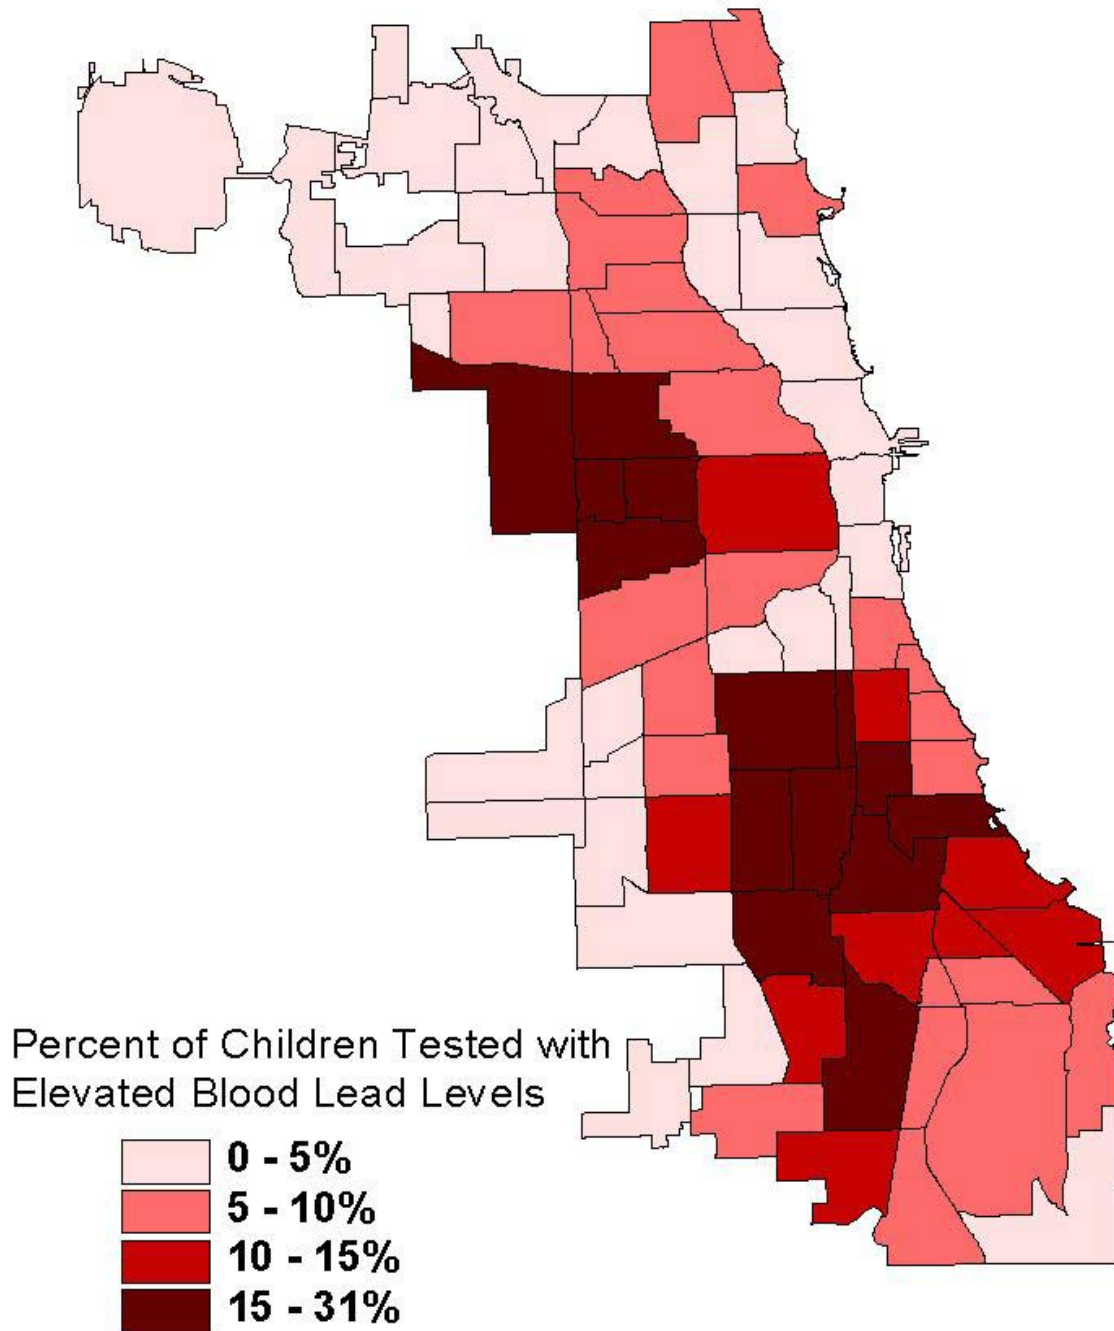 Percent of Children Tested with
Elevated Blood Lead Levels
0 - 5%
5 - 10%
10 - 15%
15 - 31%